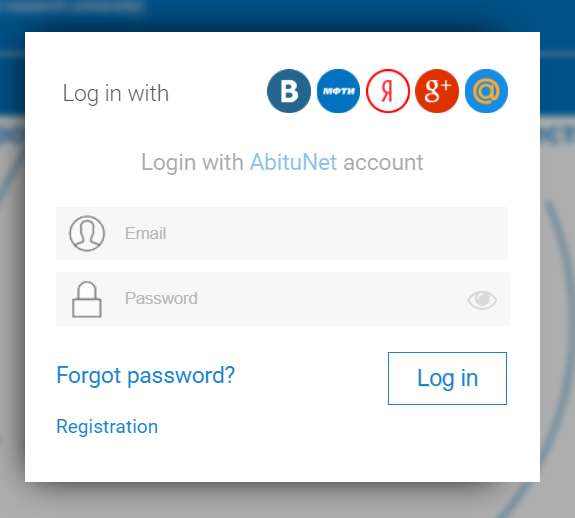 Log in with
В
мфти
Я
g+
@
Login with AbituNet account
Email
Password
Forgot password?
Log in
Registration